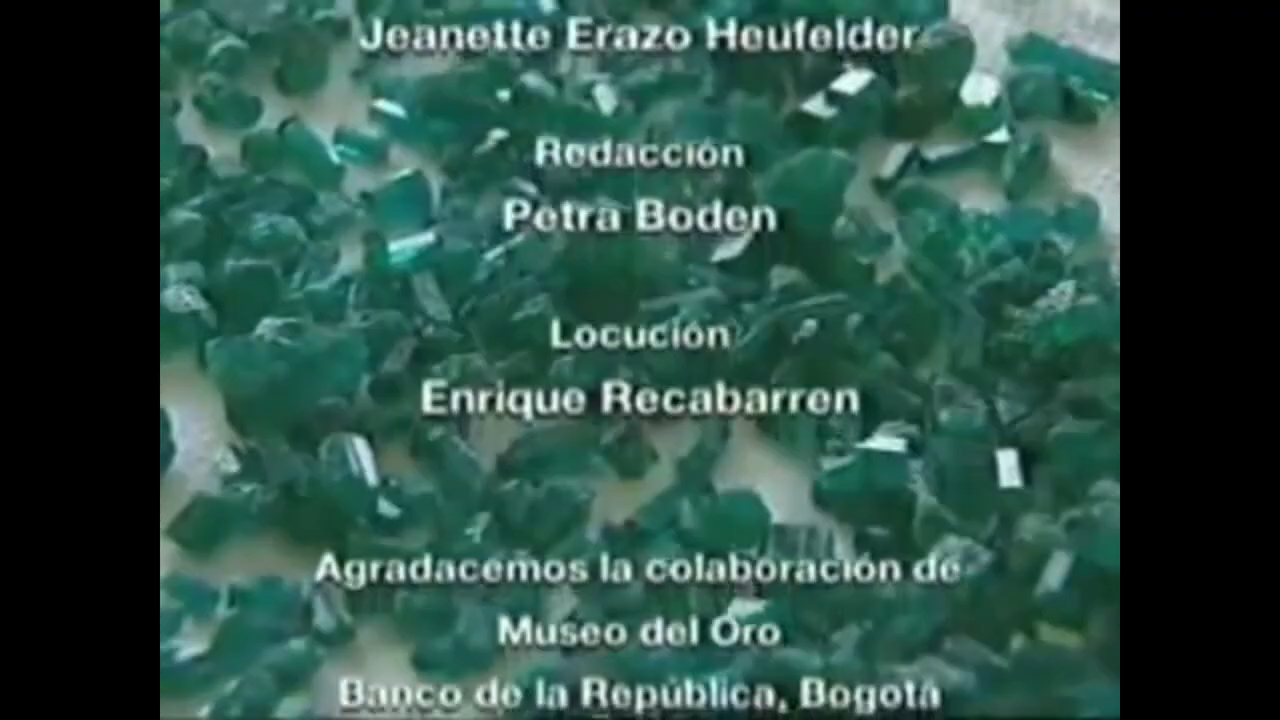 Jeanette Erazo Heufelder
Redacción
Petra Boden
Locución
Enrique Recabarren
Agradacemos la colaboración de
Museo del Oro
Banco de la República, Bogotá